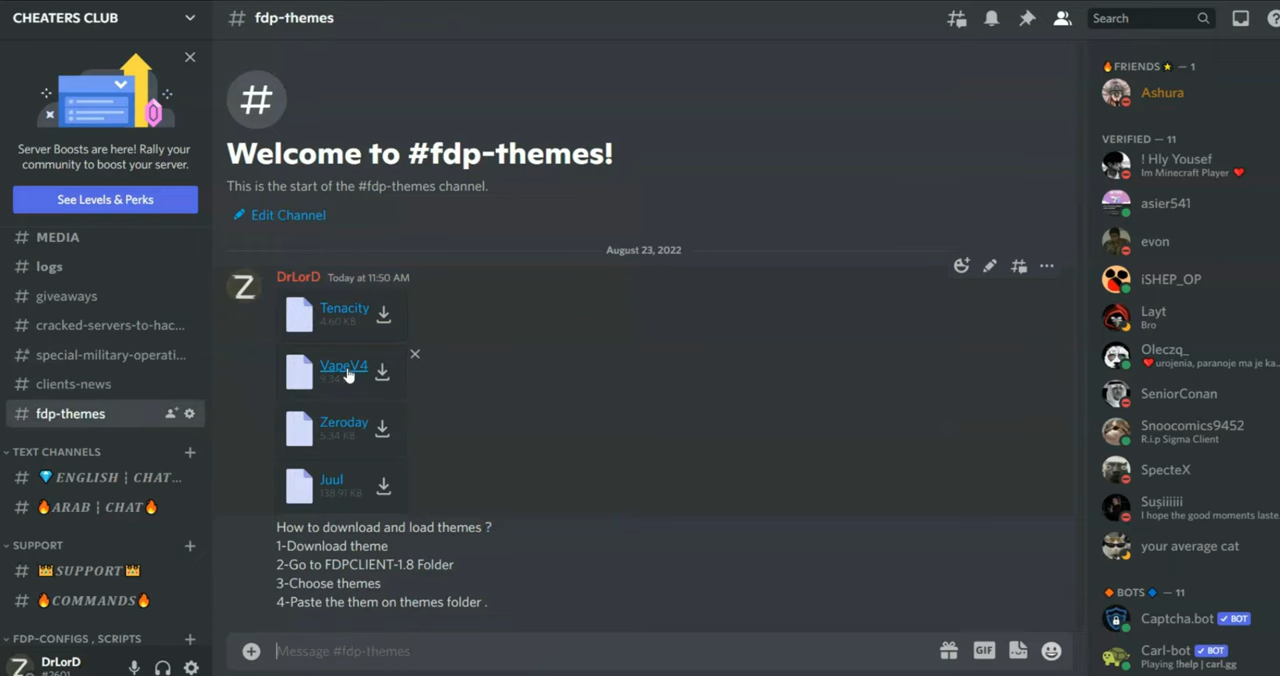 CHEATERS CLUB
Server Boosts are here! Rally your
community to boost your server.
See Levels & Perks
# MEDIA
# logs
# giveaways
# cracked-servers-to-hac...
# special-military-operati...
# clients-news
# fdp-themes
TEXT CHANNELS
# 💎 ENGLISH ¦ CHAT...
# 🔥ARAB ¦ CHAT🔥
SUPPORT
# 👑SUPPORT👑
# 🔥COMMANDS🔥
FDP-CONFIGS , SCRIPTS
DrLorD
#2601
# fdp-themes
Search
#
Welcome to #fdp-themes!
This is the start of the #fdp-themes channel.
Edit Channel
August 23, 2022
Z
DrLorD Today at 11:50 AM
Tenacity
4.60 KB
VapeV4
Zeroday
5.34 KB
Juul
138.91 KB
How to download and load themes ?
1-Download theme
2-Go to FDPCLIENT-1.8 Folder
3-Choose themes
4-Paste the them on themes folder .
Message #fdp-themes
GIF
🔥FRIENDS⭐ — 1
Ashura
VERIFIED — 11
! Hly Yousef
Im Minecraft Player ❤️
asier541
evon
iSHEP_OP
Layt
Bro
Oleczq_
❤️ urojenia, paranoje ma je ka...
SeniorConan
Snoocomics9452
R.i.p Sigma Client
SpecteX
Suşiiiiii
I hope the good moments laste
your average cat
🔶BOTS🔷 — 11
Captcha.bot ✓ BOT
Carl-bot ✓ BOT
Playing !help | carl.gg